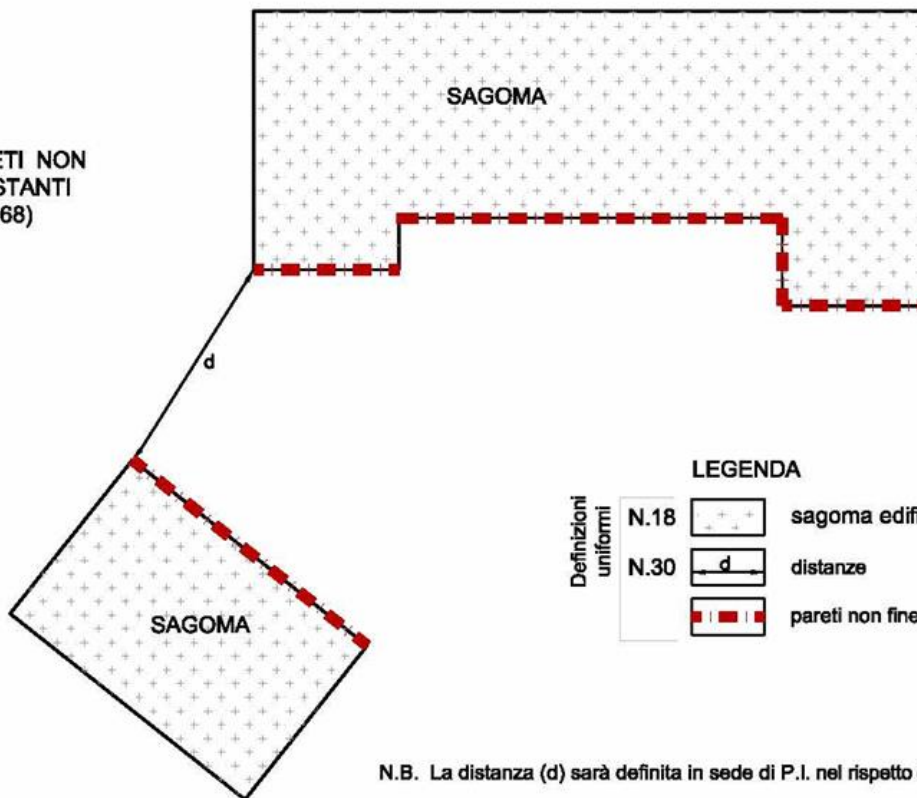 SAGOMA
ETI NON
STANTI
68)
d
SAGOMA
LEGENDA
Definizioni
uniformi
N.18 sagoma edifi
N.30 d distanze
pareti non fine
N.B. La distanza (d) sarà definita in sede di P.I. nel rispetto